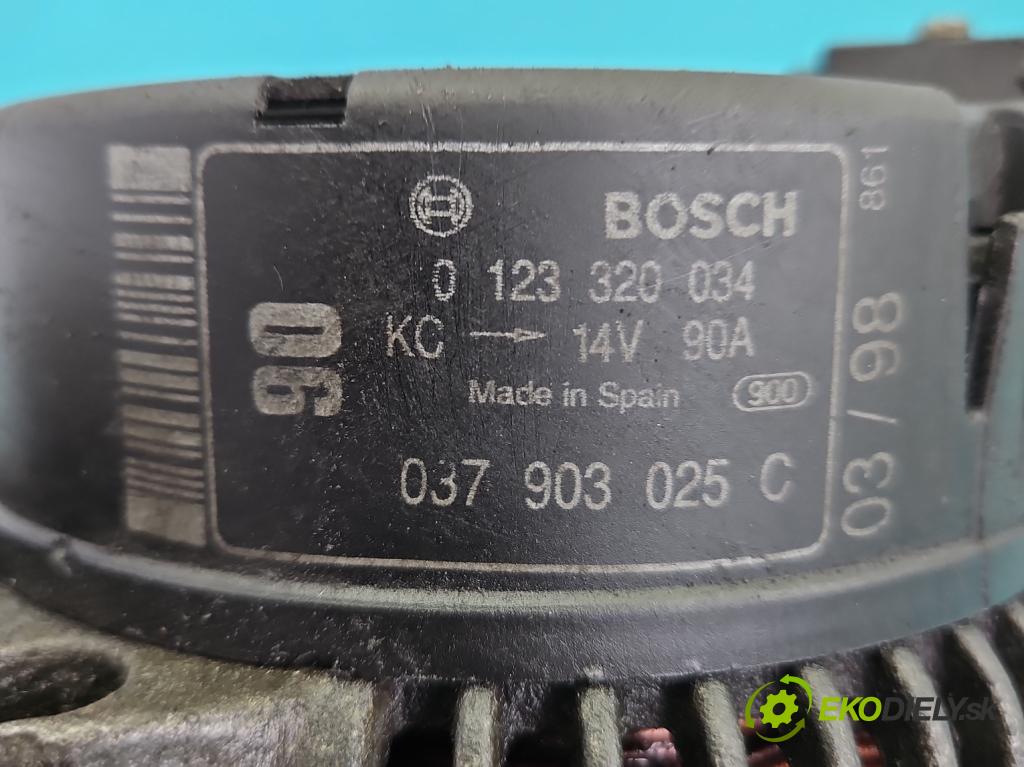 BOSCH
0 123 320 034
KC → 14V 90A
Made in Spain 900
037 903 025 C
90
861
03/98
EKODIELY.sk